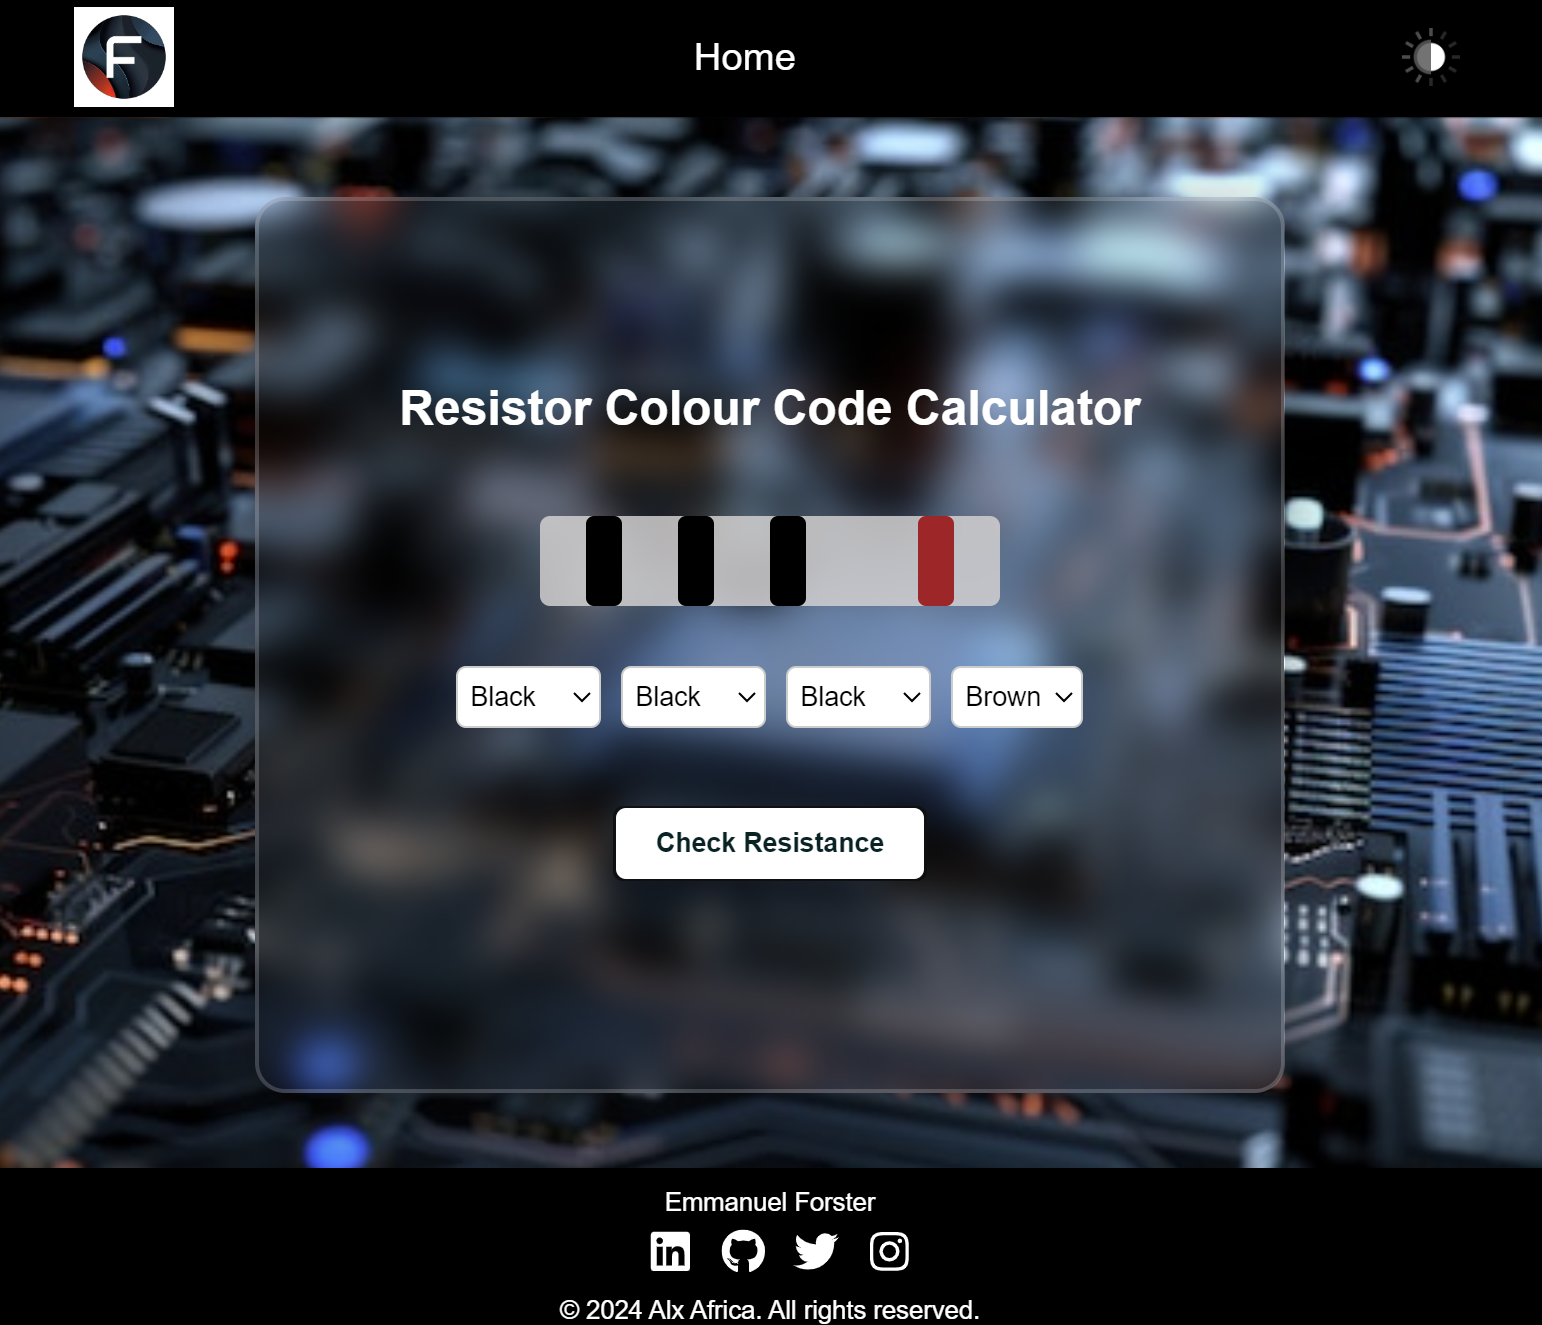 F
Home
Resistor Colour Code Calculator
Black Black Black Brown
Check Resistance
Emmanuel Forster
in
© 2024 Alx Africa. All rights reserved.